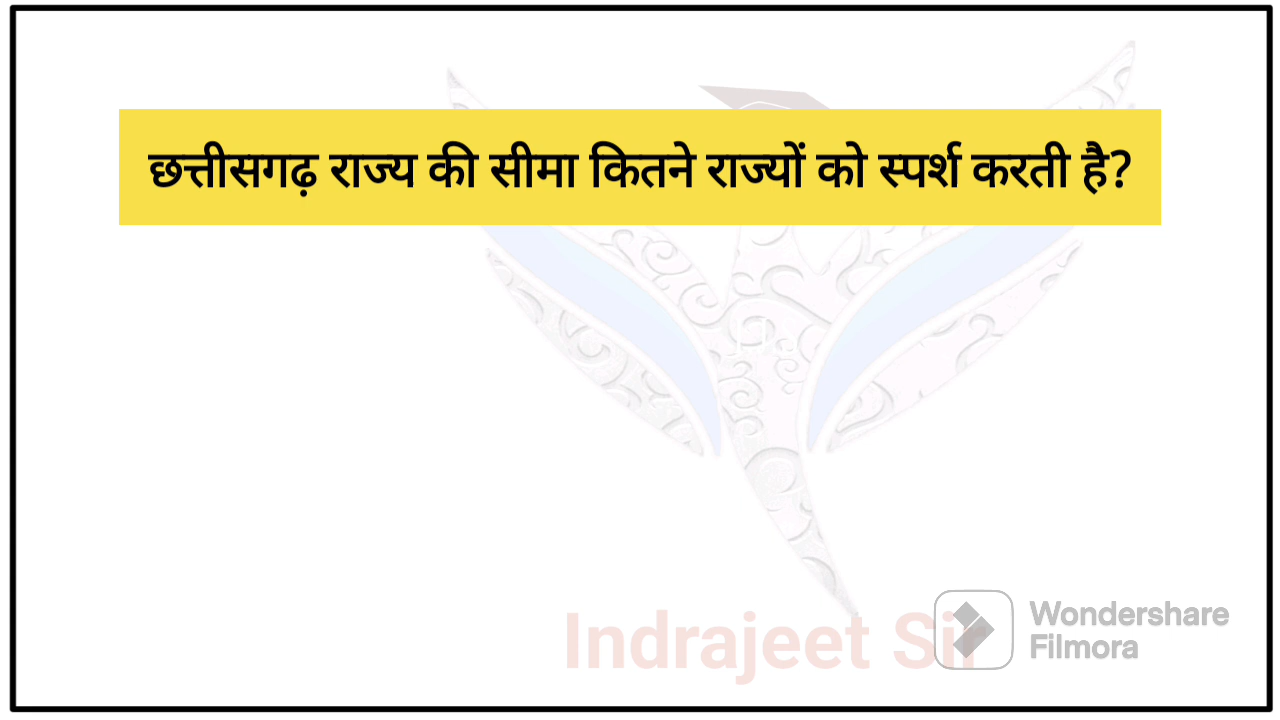 छत्तीसगढ़ राज्य की सीमा कितने राज्यों को स्पर्श करती है?
Indrajeet Sir
Wondershare
Filmora